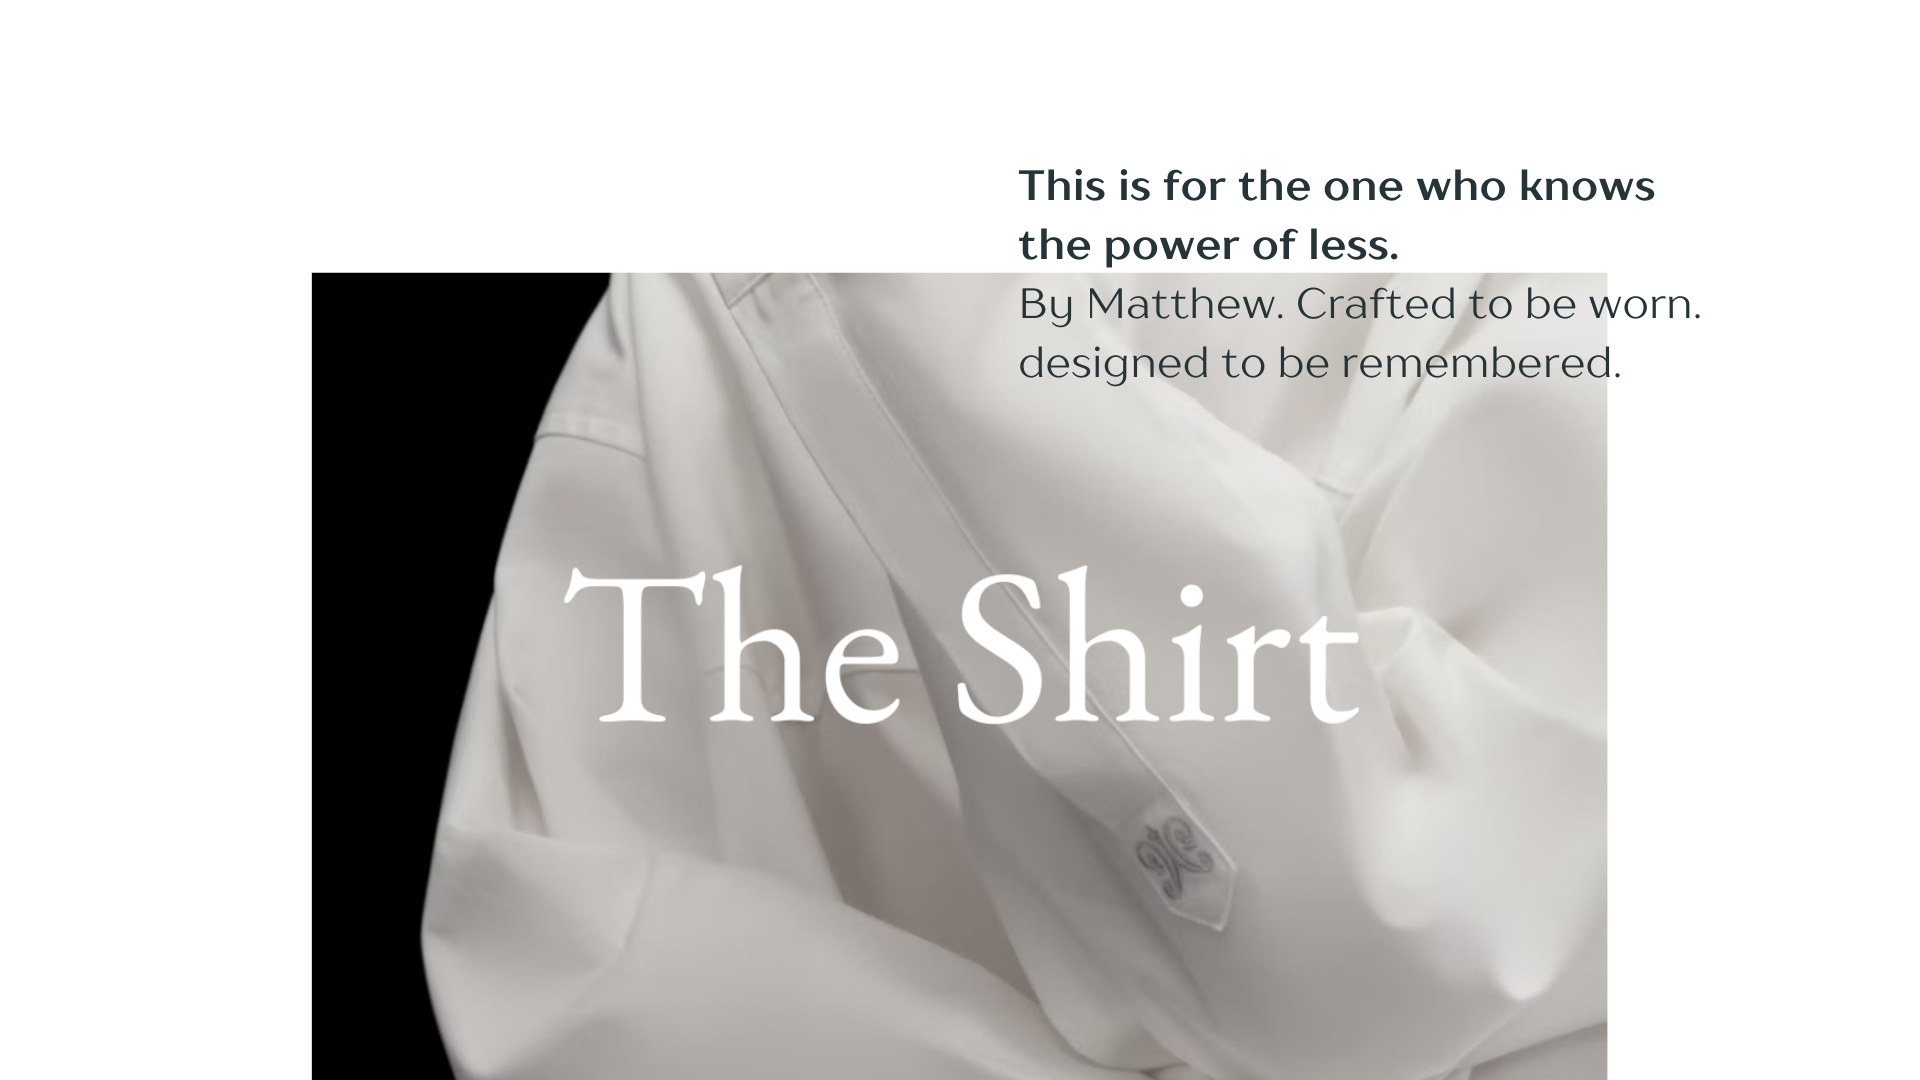 This is for the one who knows
the power of less.
By Matthew. Crafted to be worn.
designed to be remembered.
The Shirt